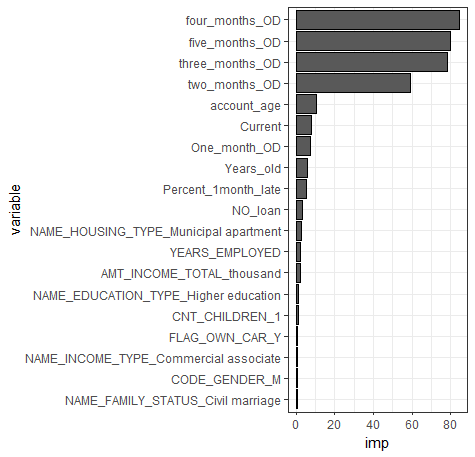 four_months_OD
five_months_OD
three_months_OD
two_months_OD
account_age
Current
One_month_OD
Years_old
Percent_1month_late
NO_loan
NAME_HOUSING_TYPE_Municipal apartment
YEARS_EMPLOYED
AMT_INCOME_TOTAL_thousand
NAME_EDUCATION_TYPE_Higher education
CNT_CHILDREN_1
FLAG_OWN_CAR_Y
NAME_INCOME_TYPE_Commercial associate
CODE_GENDER_M
NAME_FAMILY_STATUS_Civil marriage
variable
0 20 40 60 80
imp